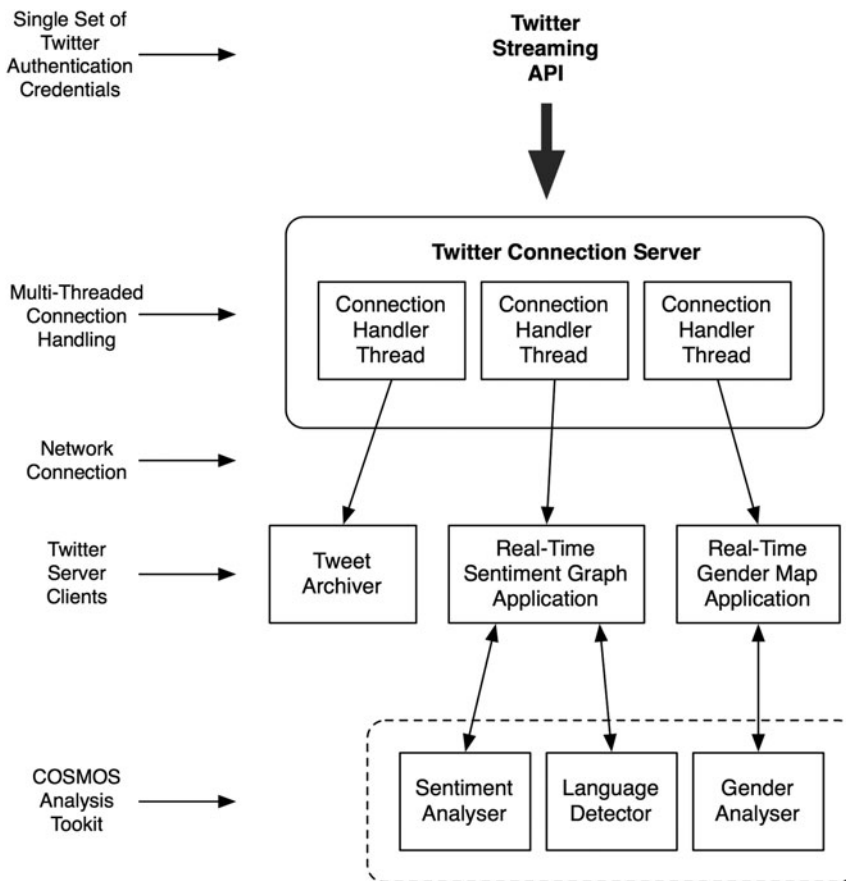 Single Set of
Twitter
Authentication
Credentials
Twitter
Streaming
API
Twitter Connection Server
Multi-Threaded
Connection
Handling
Connection
Handler
Thread
Connection
Handler
Thread
Connection
Handler
Thread
Network
Connection
Twitter
Server
Clients
Tweet
Archiver
Real-Time
Sentiment Graph
Application
Real-Time
Gender Map
Application
COSMOS
Analysis
Tookit
Sentiment
Analyser
Language
Detector
Gender
Analyser